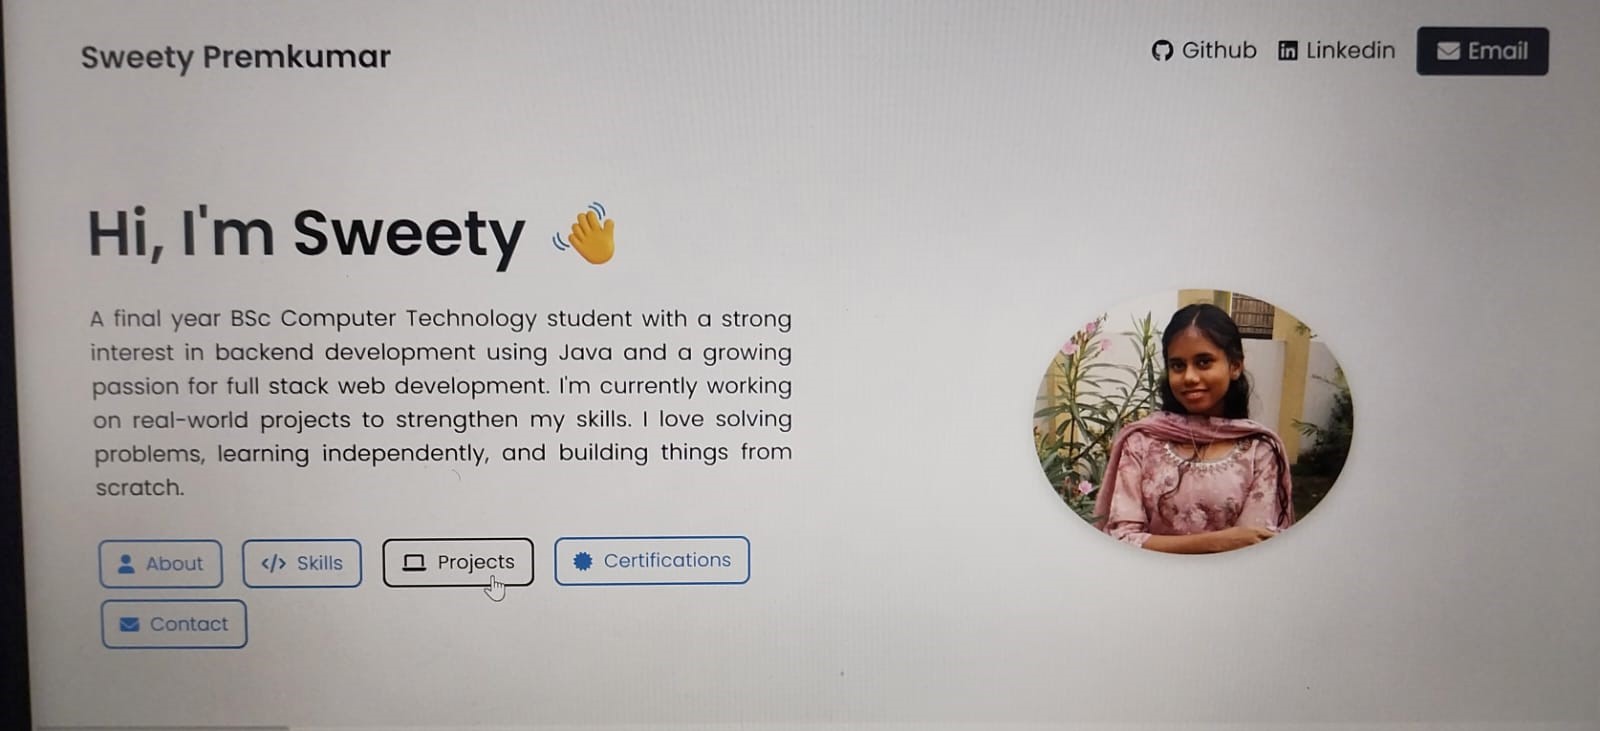 Sweety Premkumar
Github
Linkedin
Email
Hi, I'm Sweety 👋
A final year BSc Computer Technology student with a strong
interest in backend development using Java and a growing
passion for full stack web development. I'm currently working
on real-world projects to strengthen my skills. I love solving
problems, learning independently, and building things from
scratch.
About
</> Skills
Projects
Certifications
Contact